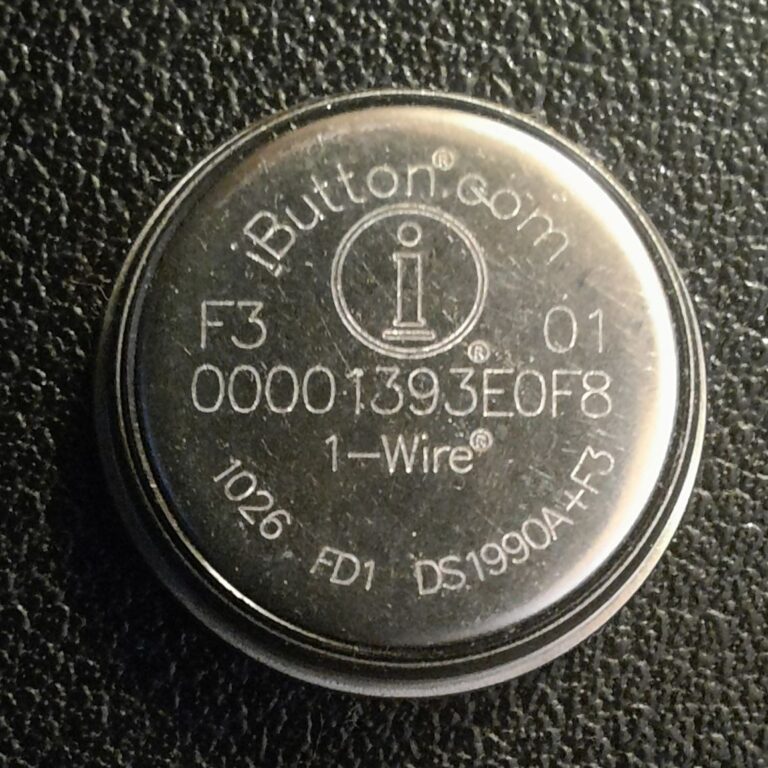 iButton®.com
i®
F3 01
00001393E0F8
1-Wire®
1026 FD1 DS1990A+F3